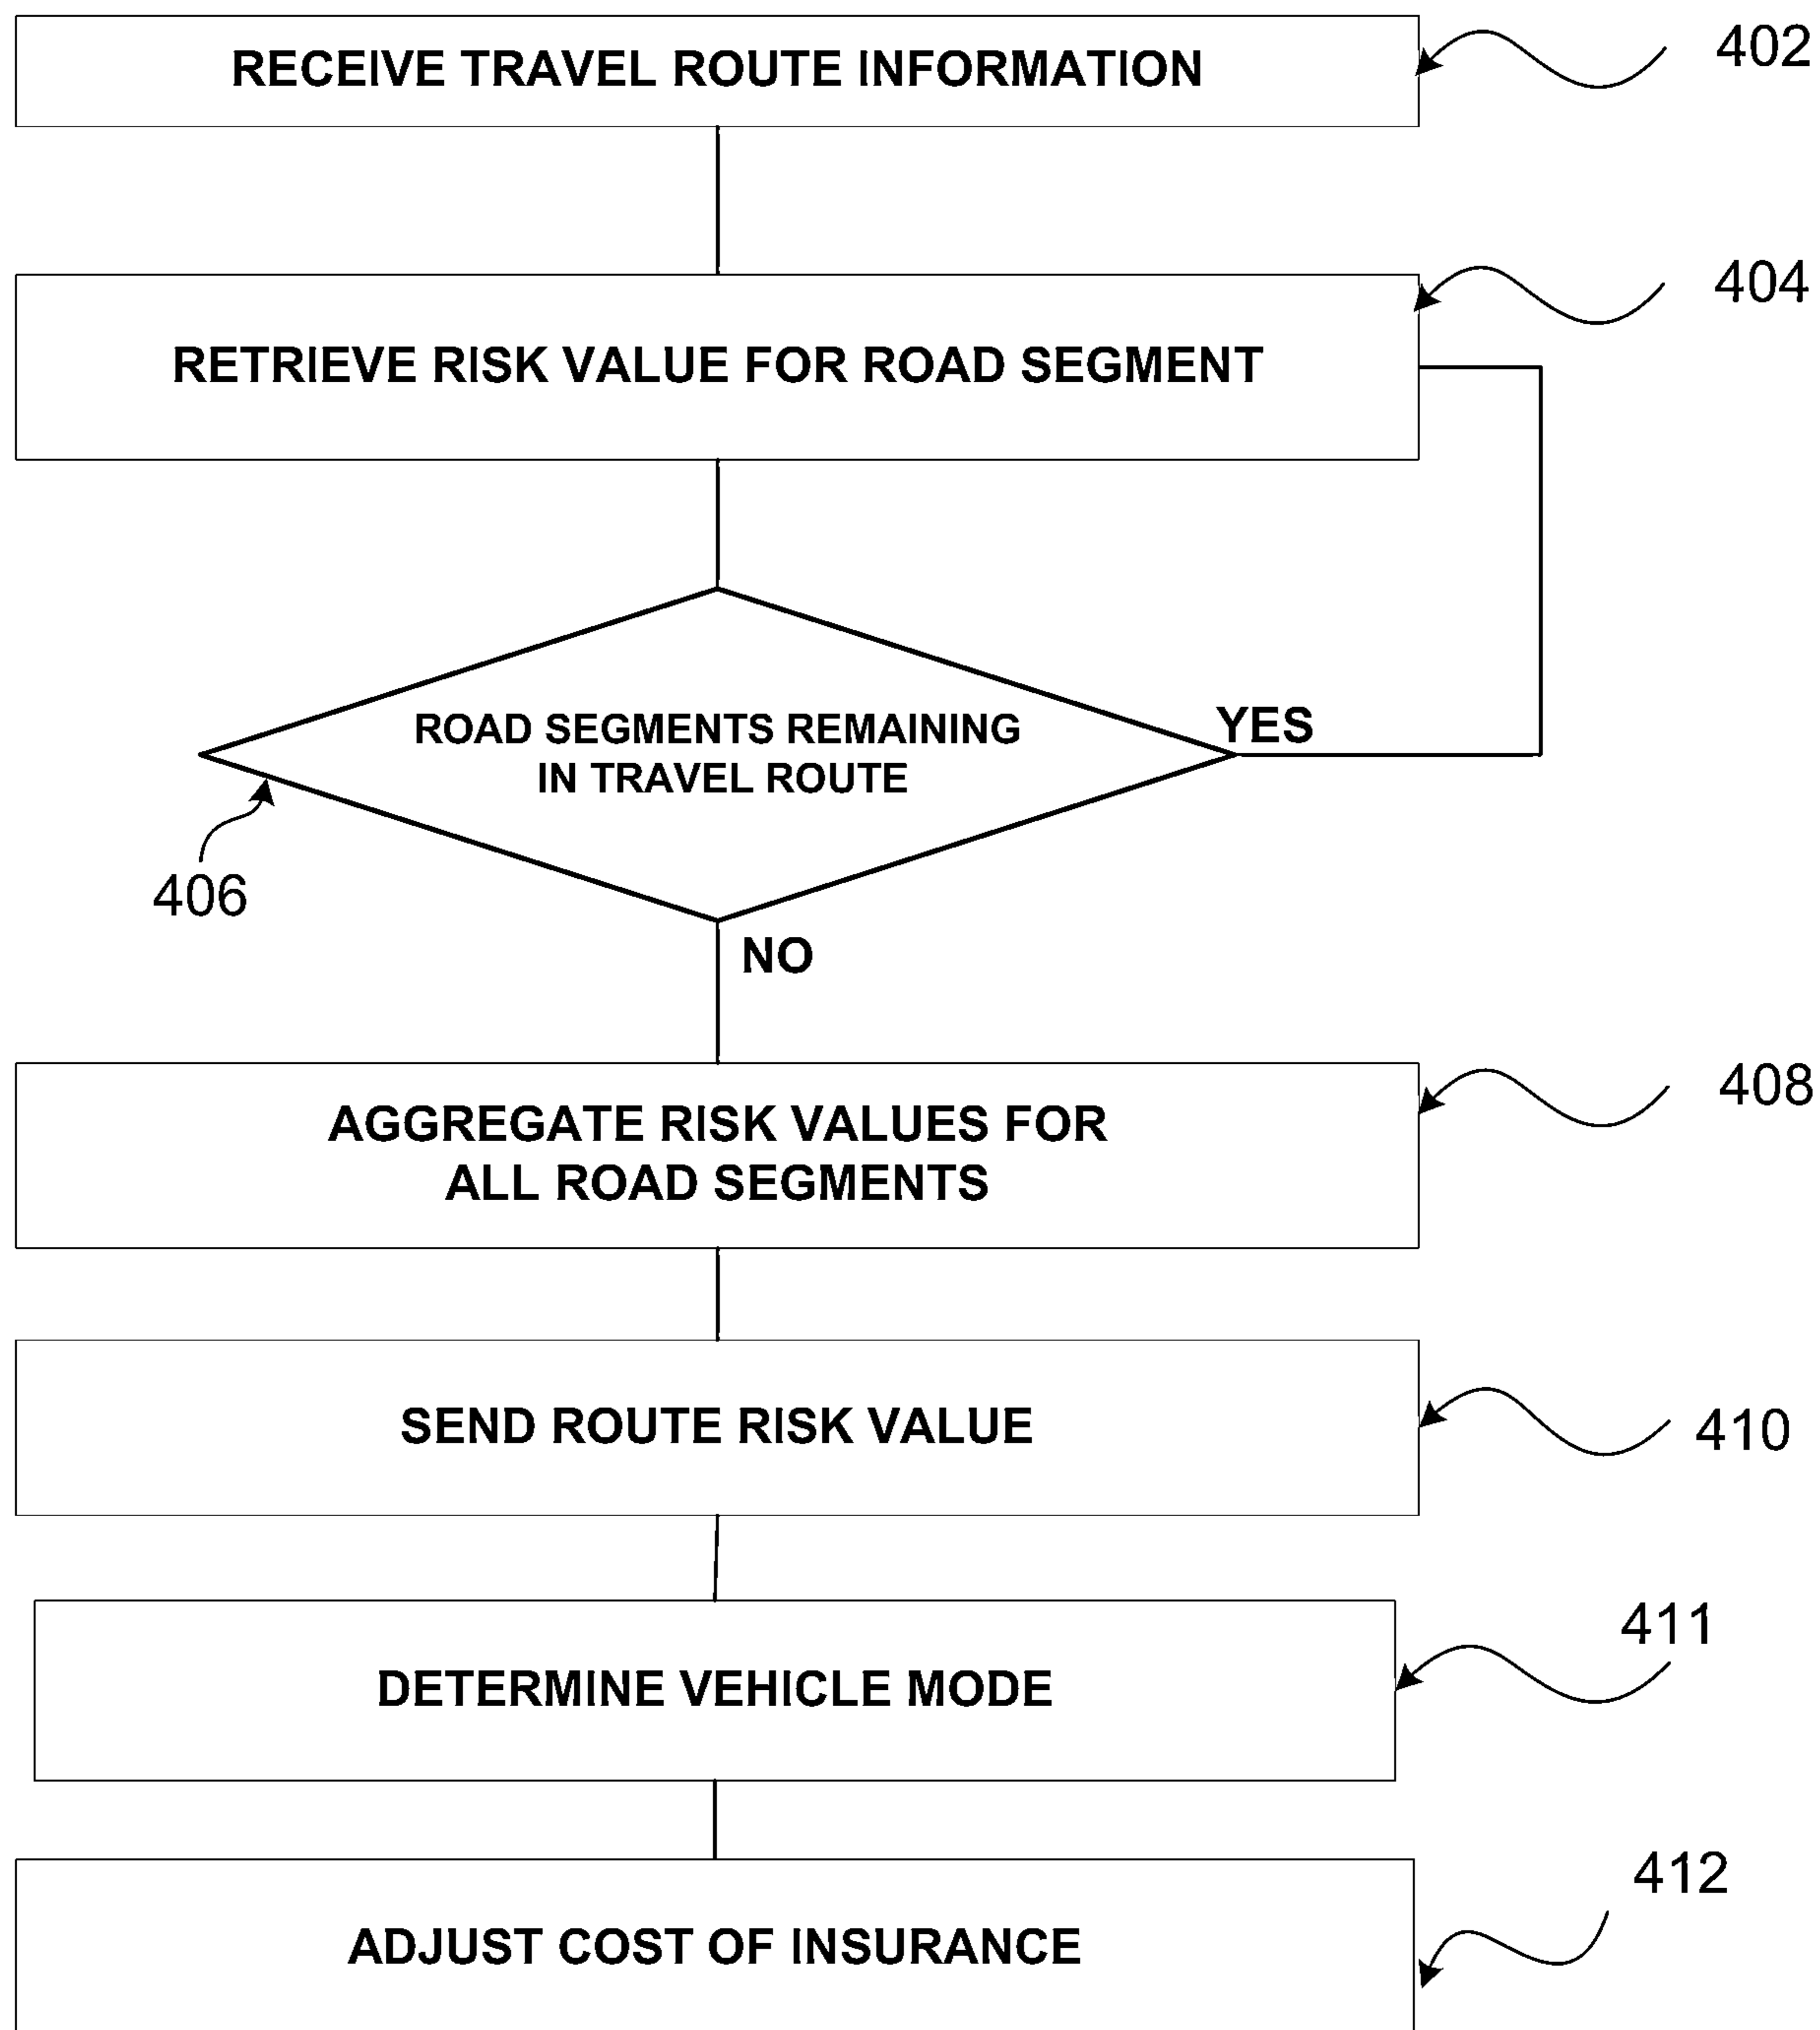 RECEIVE TRAVEL ROUTE INFORMATION
402
RETRIEVE RISK VALUE FOR ROAD SEGMENT
404
ROAD SEGMENTS REMAINING
IN TRAVEL ROUTE
YES
406
NO
AGGREGATE RISK VALUES FOR
ALL ROAD SEGMENTS
408
SEND ROUTE RISK VALUE
410
DETERMINE VEHICLE MODE
411
ADJUST COST OF INSURANCE
412